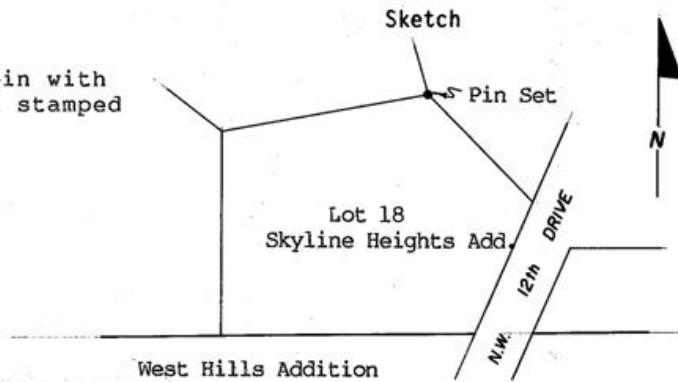 Sketch
in with
stamped
Pin Set
N
Lot 18
Skyline Heights Add.
N.W. 12th DRIVE
West Hills Addition